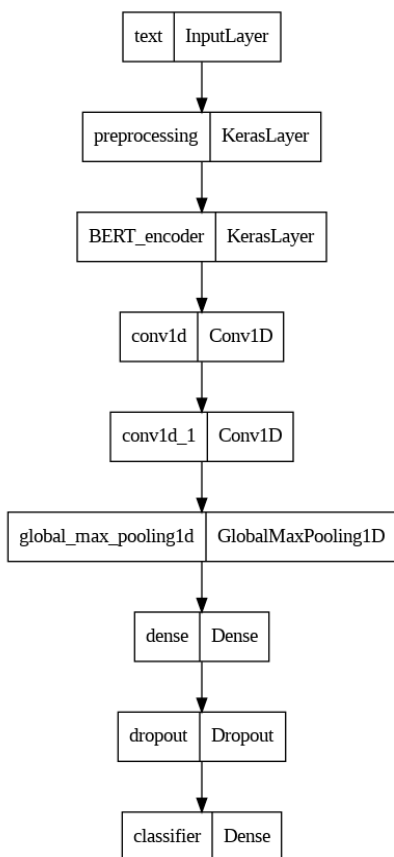 text InputLayer
preprocessing KerasLayer
BERT_encoder KerasLayer
conv1d Conv1D
conv1d_1 Conv1D
global_max_pooling1d GlobalMaxPooling1D
dense Dense
dropout Dropout
classifier Dense